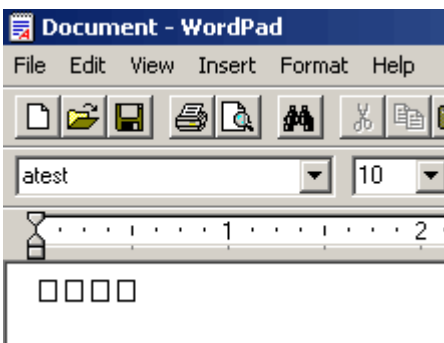 Document - WordPad
File Edit View Insert Format Help
atest 10
1 2
□□□□